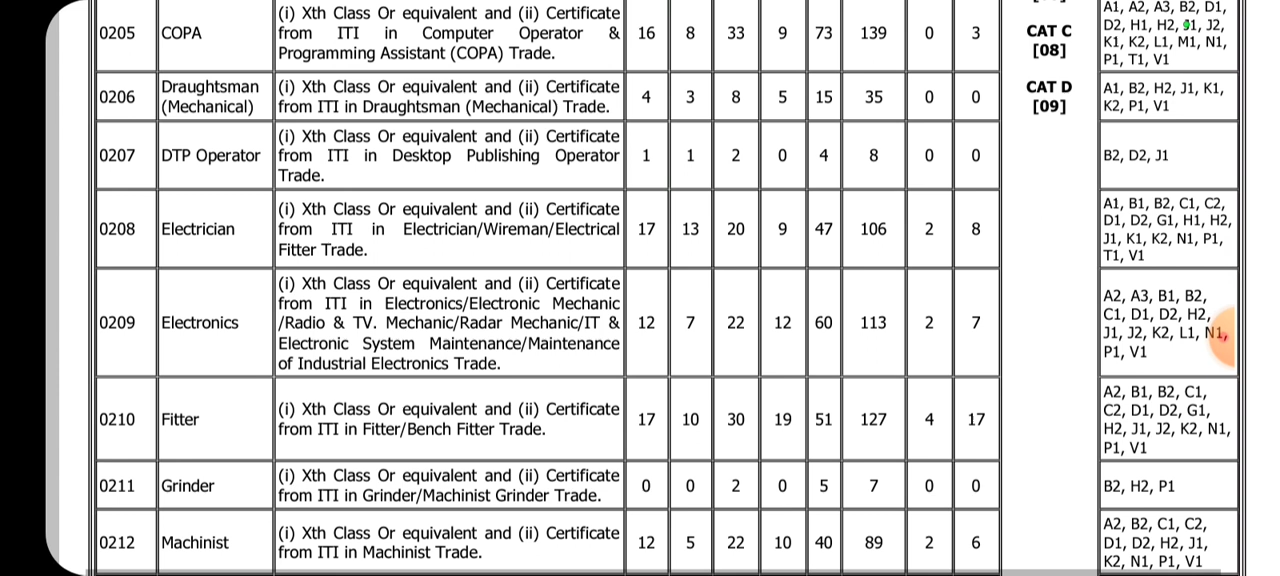 0205 COPA (i) Xth Class Or equivalent and (ii) Certificate from ITI in Computer Operator & Programming Assistant (COPA) Trade. 16 8 33 9 73 139 0 3 CAT C [08] A1, A2, A3, B2, D1, D2, H1, H2, J1, J2, K1, K2, L1, M1, N1, P1, T1, V1
0206 Draughtsman (Mechanical) (i) Xth Class Or equivalent and (ii) Certificate from ITI in Draughtsman (Mechanical) Trade. 4 3 8 5 15 35 0 0 CAT D [09] A1, B2, H2, J1, K1, K2, P1, V1
0207 DTP Operator (i) Xth Class Or equivalent and (ii) Certificate from ITI in Desktop Publishing Operator Trade. 1 1 2 0 4 8 0 0 B2, D2, J1
0208 Electrician (i) Xth Class Or equivalent and (ii) Certificate from ITI in Electrician/Wireman/Electrical Fitter Trade. 17 13 20 9 47 106 2 8 A1, B1, B2, C1, C2, D1, D2, G1, H1, H2, J1, K1, K2, N1, P1, T1, V1
0209 Electronics (i) Xth Class Or equivalent and (ii) Certificate from ITI in Electronics/Electronic Mechanic /Radio & TV. Mechanic/Radar Mechanic/IT & Electronic System Maintenance/Maintenance of Industrial Electronics Trade. 12 7 22 12 60 113 2 7 A2, A3, B1, B2, C1, D1, D2, H2, J1, J2, K2, L1, N1, P1, V1
0210 Fitter (i) Xth Class Or equivalent and (ii) Certificate from ITI in Fitter/Bench Fitter Trade. 17 10 30 19 51 127 4 17 A2, B1, B2, C1, C2, D1, D2, G1, H2, J1, J2, K2, N1, P1, V1
0211 Grinder (i) Xth Class Or equivalent and (ii) Certificate from ITI in Grinder/Machinist Grinder Trade. 0 0 2 0 5 7 0 0 B2, H2, P1
0212 Machinist (i) Xth Class Or equivalent and (ii) Certificate from ITI in Machinist Trade. 12 5 22 10 40 89 2 6 A2, B2, C1, C2, D1, D2, H2, J1, K2, N1, P1, V1